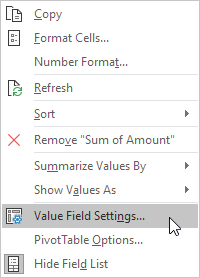 Copy
Format Cells...
Number Format...
Refresh
Sort
Remove "Sum of Amount"
Summarize Values By
Show Values As
Value Field Settings...
PivotTable Options...
Hide Field List